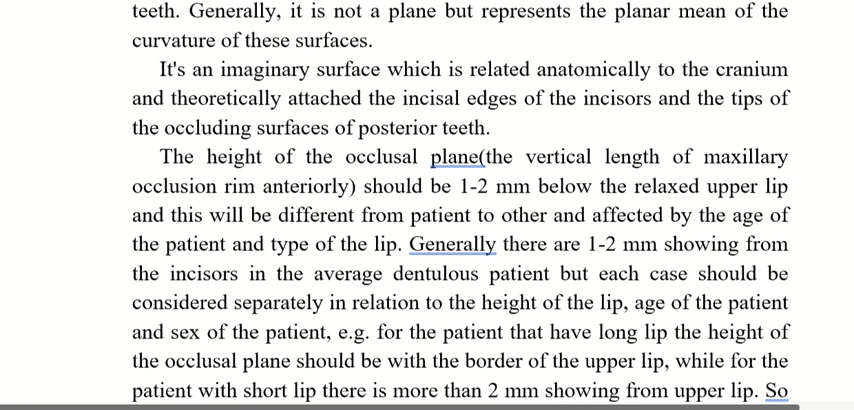 teeth. Generally, it is not a plane but represents the planar mean of the
curvature of these surfaces.
It's an imaginary surface which is related anatomically to the cranium
and theoretically attached the incisal edges of the incisors and the tips of
the occluding surfaces of posterior teeth.
The height of the occlusal plane(the vertical length of maxillary
occlusion rim anteriorly) should be 1-2 mm below the relaxed upper lip
and this will be different from patient to other and affected by the age of
the patient and type of the lip. Generally there are 1-2 mm showing from
the incisors in the average dentulous patient but each case should be
considered separately in relation to the height of the lip, age of the patient
and sex of the patient, e.g. for the patient that have long lip the height of
the occlusal plane should be with the border of the upper lip, while for the
patient with short lip there is more than 2 mm showing from upper lip. So